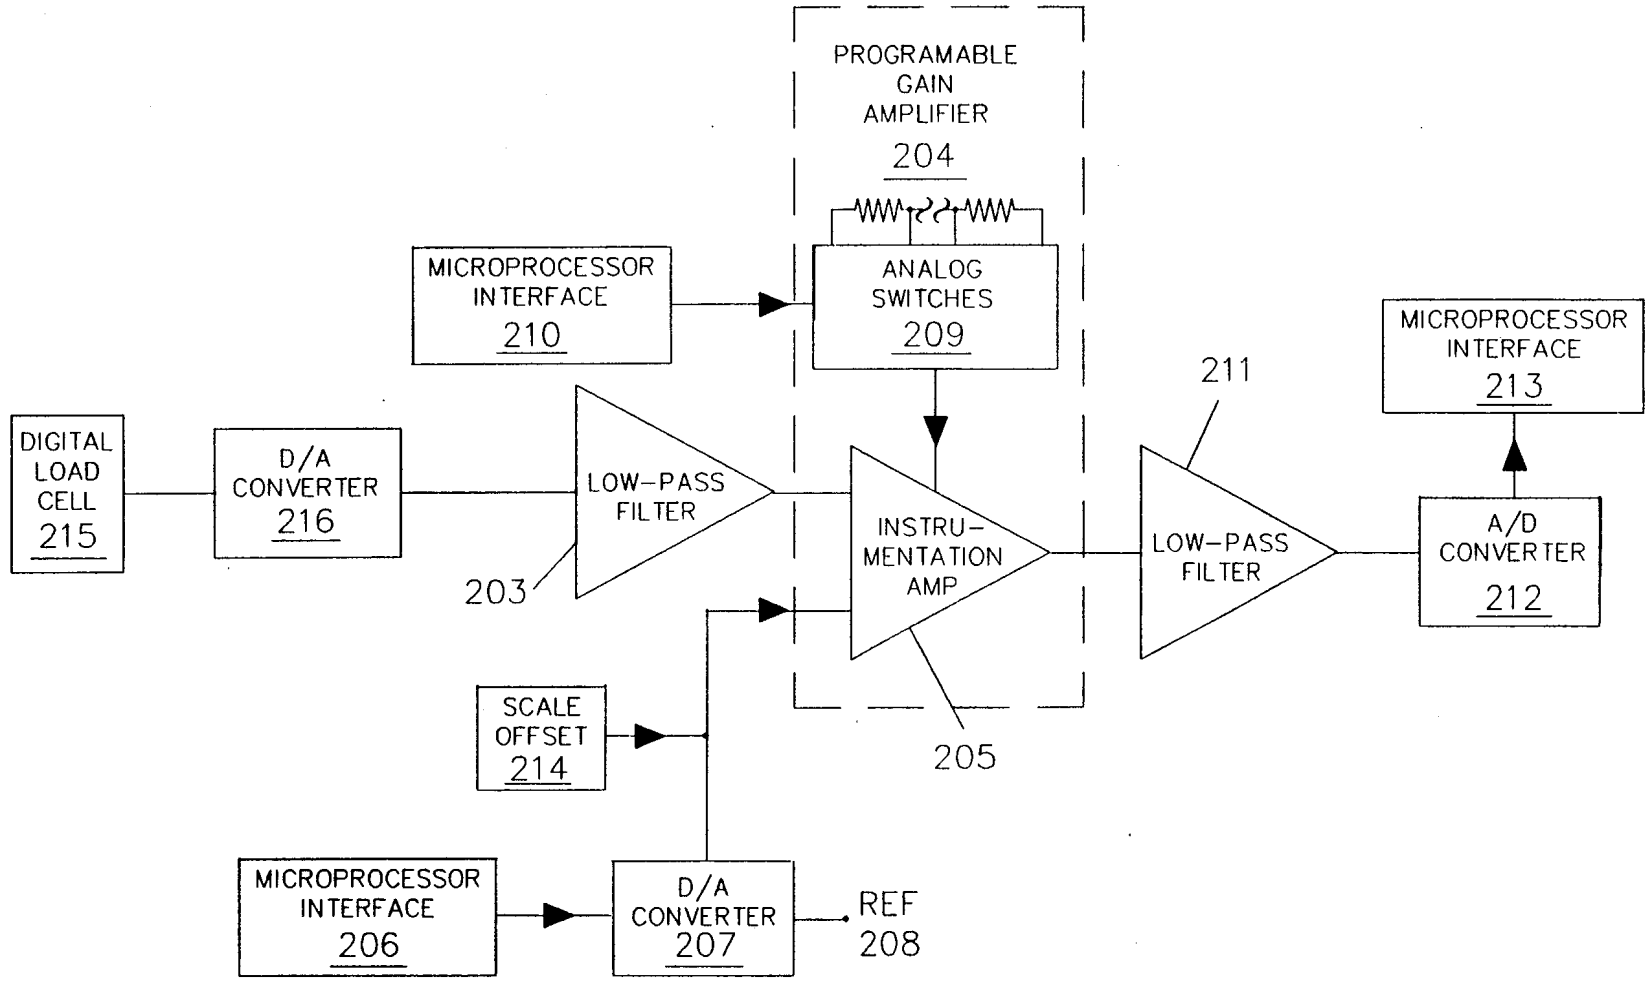 PROGRAMABLE
GAIN
AMPLIFIER
204
MICROPROCESSOR
INTERFACE
210
ANALOG
SWITCHES
209
MICROPROCESSOR
INTERFACE
213
211
DIGITAL
LOAD
CELL
215
D/A
CONVERTER
216
LOW-PASS
FILTER
203
INSTRU-
MENTATION
AMP
205
LOW-PASS
FILTER
A/D
CONVERTER
212
SCALE
OFFSET
214
MICROPROCESSOR
INTERFACE
206
D/A
CONVERTER
207
REF
208